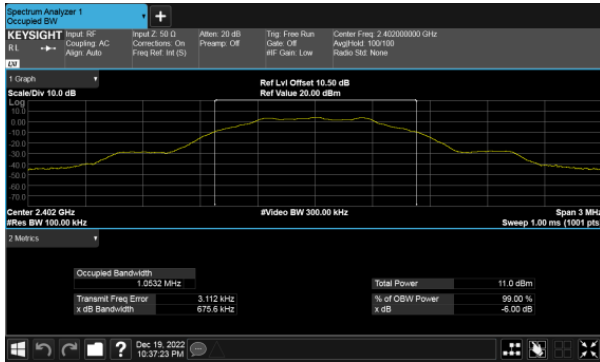 Spectrum Analyzer 1
Occupied BW
KEYSIGHT Input: RF Input Z: 50 Ω Atten: 20 dB Trig: Free Run Center Freq: 2.402000000 GHz
R L Coupling: AC Corrections: On Preamp: Off Gate: Off Avg|Hold: 100/100
Align: Auto Freq Ref: Int (S) #IF Gain: Low Radio Std: None
LXI
1 Graph Ref Lvl Offset 10.50 dB
Scale/Div 10.0 dB Ref Value 20.00 dBm
Log
10.0
0.00
-10.0
-20.0
-30.0
-40.0
-50.0
-60.0
-70.0
Center 2.402 GHz #Video BW 300.00 kHz Span 3 MHz
#Res BW 100.00 kHz Sweep 1.00 ms (1001 pts)
2 Metrics
Occupied Bandwidth
1.0532 MHz Total Power 11.0 dBm
Transmit Freq Error 3.112 kHz % of OBW Power 99.00 %
x dB Bandwidth 675.6 kHz x dB -6.00 dB
? Dec 19, 2022
10:37:23 PM